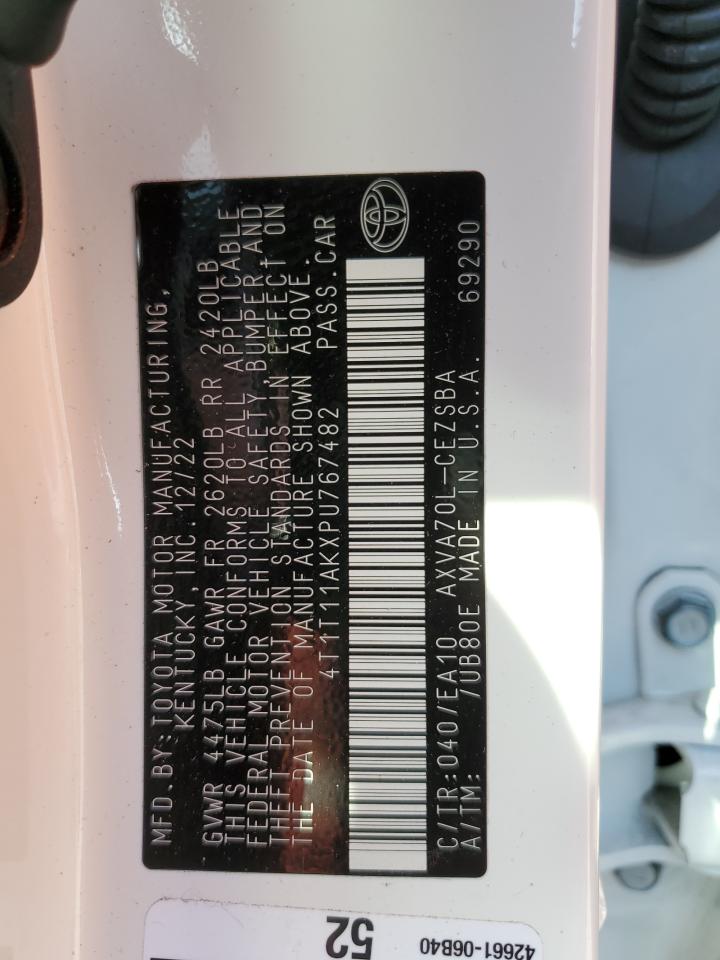 MFD.BY:TOYOTA MOTOR MANUFACTURING,
KENTUCKY, INC.12/22
GVWR 4475LB GAWR FR 2620LB RR 2420LB
THIS VEHICLE CONFORMS TO ALL APPLICABLE
FEDERAL MOTOR VEHICLE SAFETY BUMPER,AND
THEFT PREVENTION STANDARDS IN EFFECT ON
THE DATE OF MANUFACTURE SHOWN ABOVE.
4T1T11AKXPU767482 PASS.CAR
C/TR:040/EA10 AXVA70L-CEZSBA
A/TM: /UB80E MADE IN U.S.A. 69290
52
42661-06B40